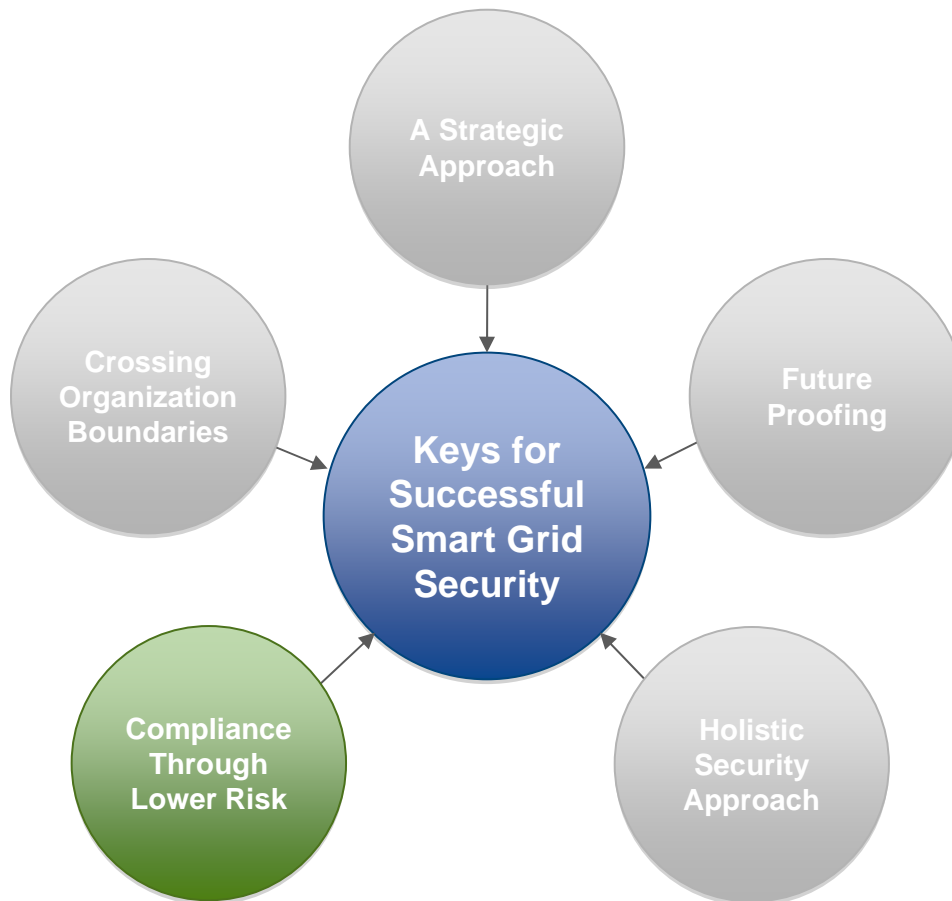 A Strategic
Approach
Crossing
Organization
Boundaries
Future
Proofing
Keys for
Successful
Smart Grid
Security
Compliance
Through
Lower Risk
Holistic
Security
Approach